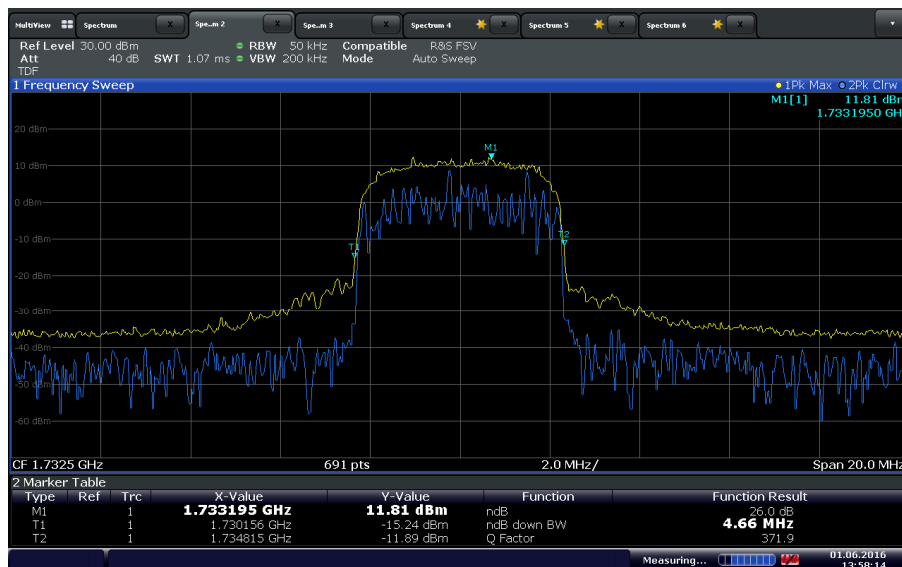 MultiView Spectrum X Spe...m 2 X Spe...m 3 X Spectrum 4 X Spectrum 5 X Spectrum 6 X
Ref Level 30.00 dBm RBW 50 kHz Compatible R&S FSV
Att 40 dB SWT 1.07 ms VBW 200 kHz Mode Auto Sweep
TDF
1 Frequency Sweep 1Pk Max 2Pk Clrw
M1[1] 11.81 dBm
1.7331950 GH
20 dBm
M1
10 dBm
0 dBm
T2
-10 dBm
T1
-20 dBm
-30 dBm
-40 dBm
-50 dBm
-60 dBm
CF 1.7325 GHz 691 pts 2.0 MHz/ Span 20.0 MHz
2 Marker Table
Type Ref Trc X-Value Y-Value Function Function Result
M1 1 1.733195 GHz 11.81 dBm ndB 26.0 dB
T1 1 1.730156 GHz -15.24 dBm ndB down BW 4.66 MHz
T2 1 1.734815 GHz -11.89 dBm Q Factor 371.9
Measuring... 01.06.2016
13:58:14